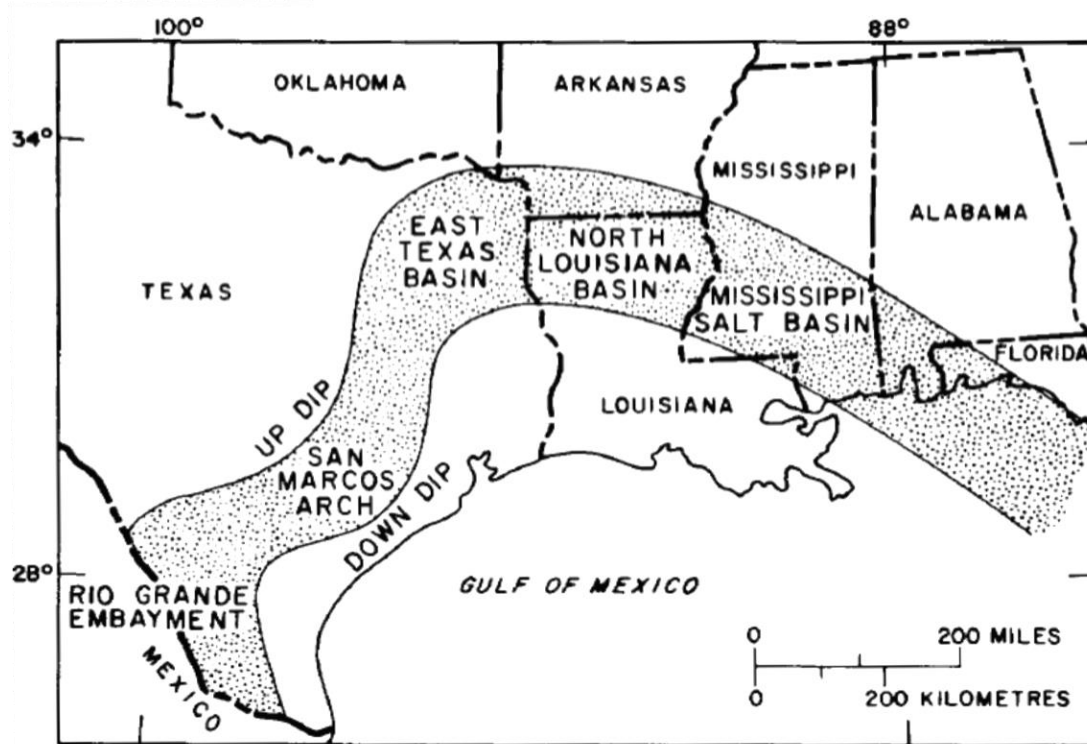 100°
88°
OKLAHOMA
ARKANSAS
34°
MISSISSIPPI
ALABAMA
EAST
TEXAS
BASIN
NORTH
LOUISIANA
BASIN
TEXAS
MISSISSIPPI
SALT BASIN
FLORIDA
UP DIP
LOUISIANA
SAN
MARCOS
ARCH
DOWN DIP
28°
GULF OF MEXICO
RIO GRANDE
EMBAYMENT
MEXICO
0 200 MILES
0 200 KILOMETRES